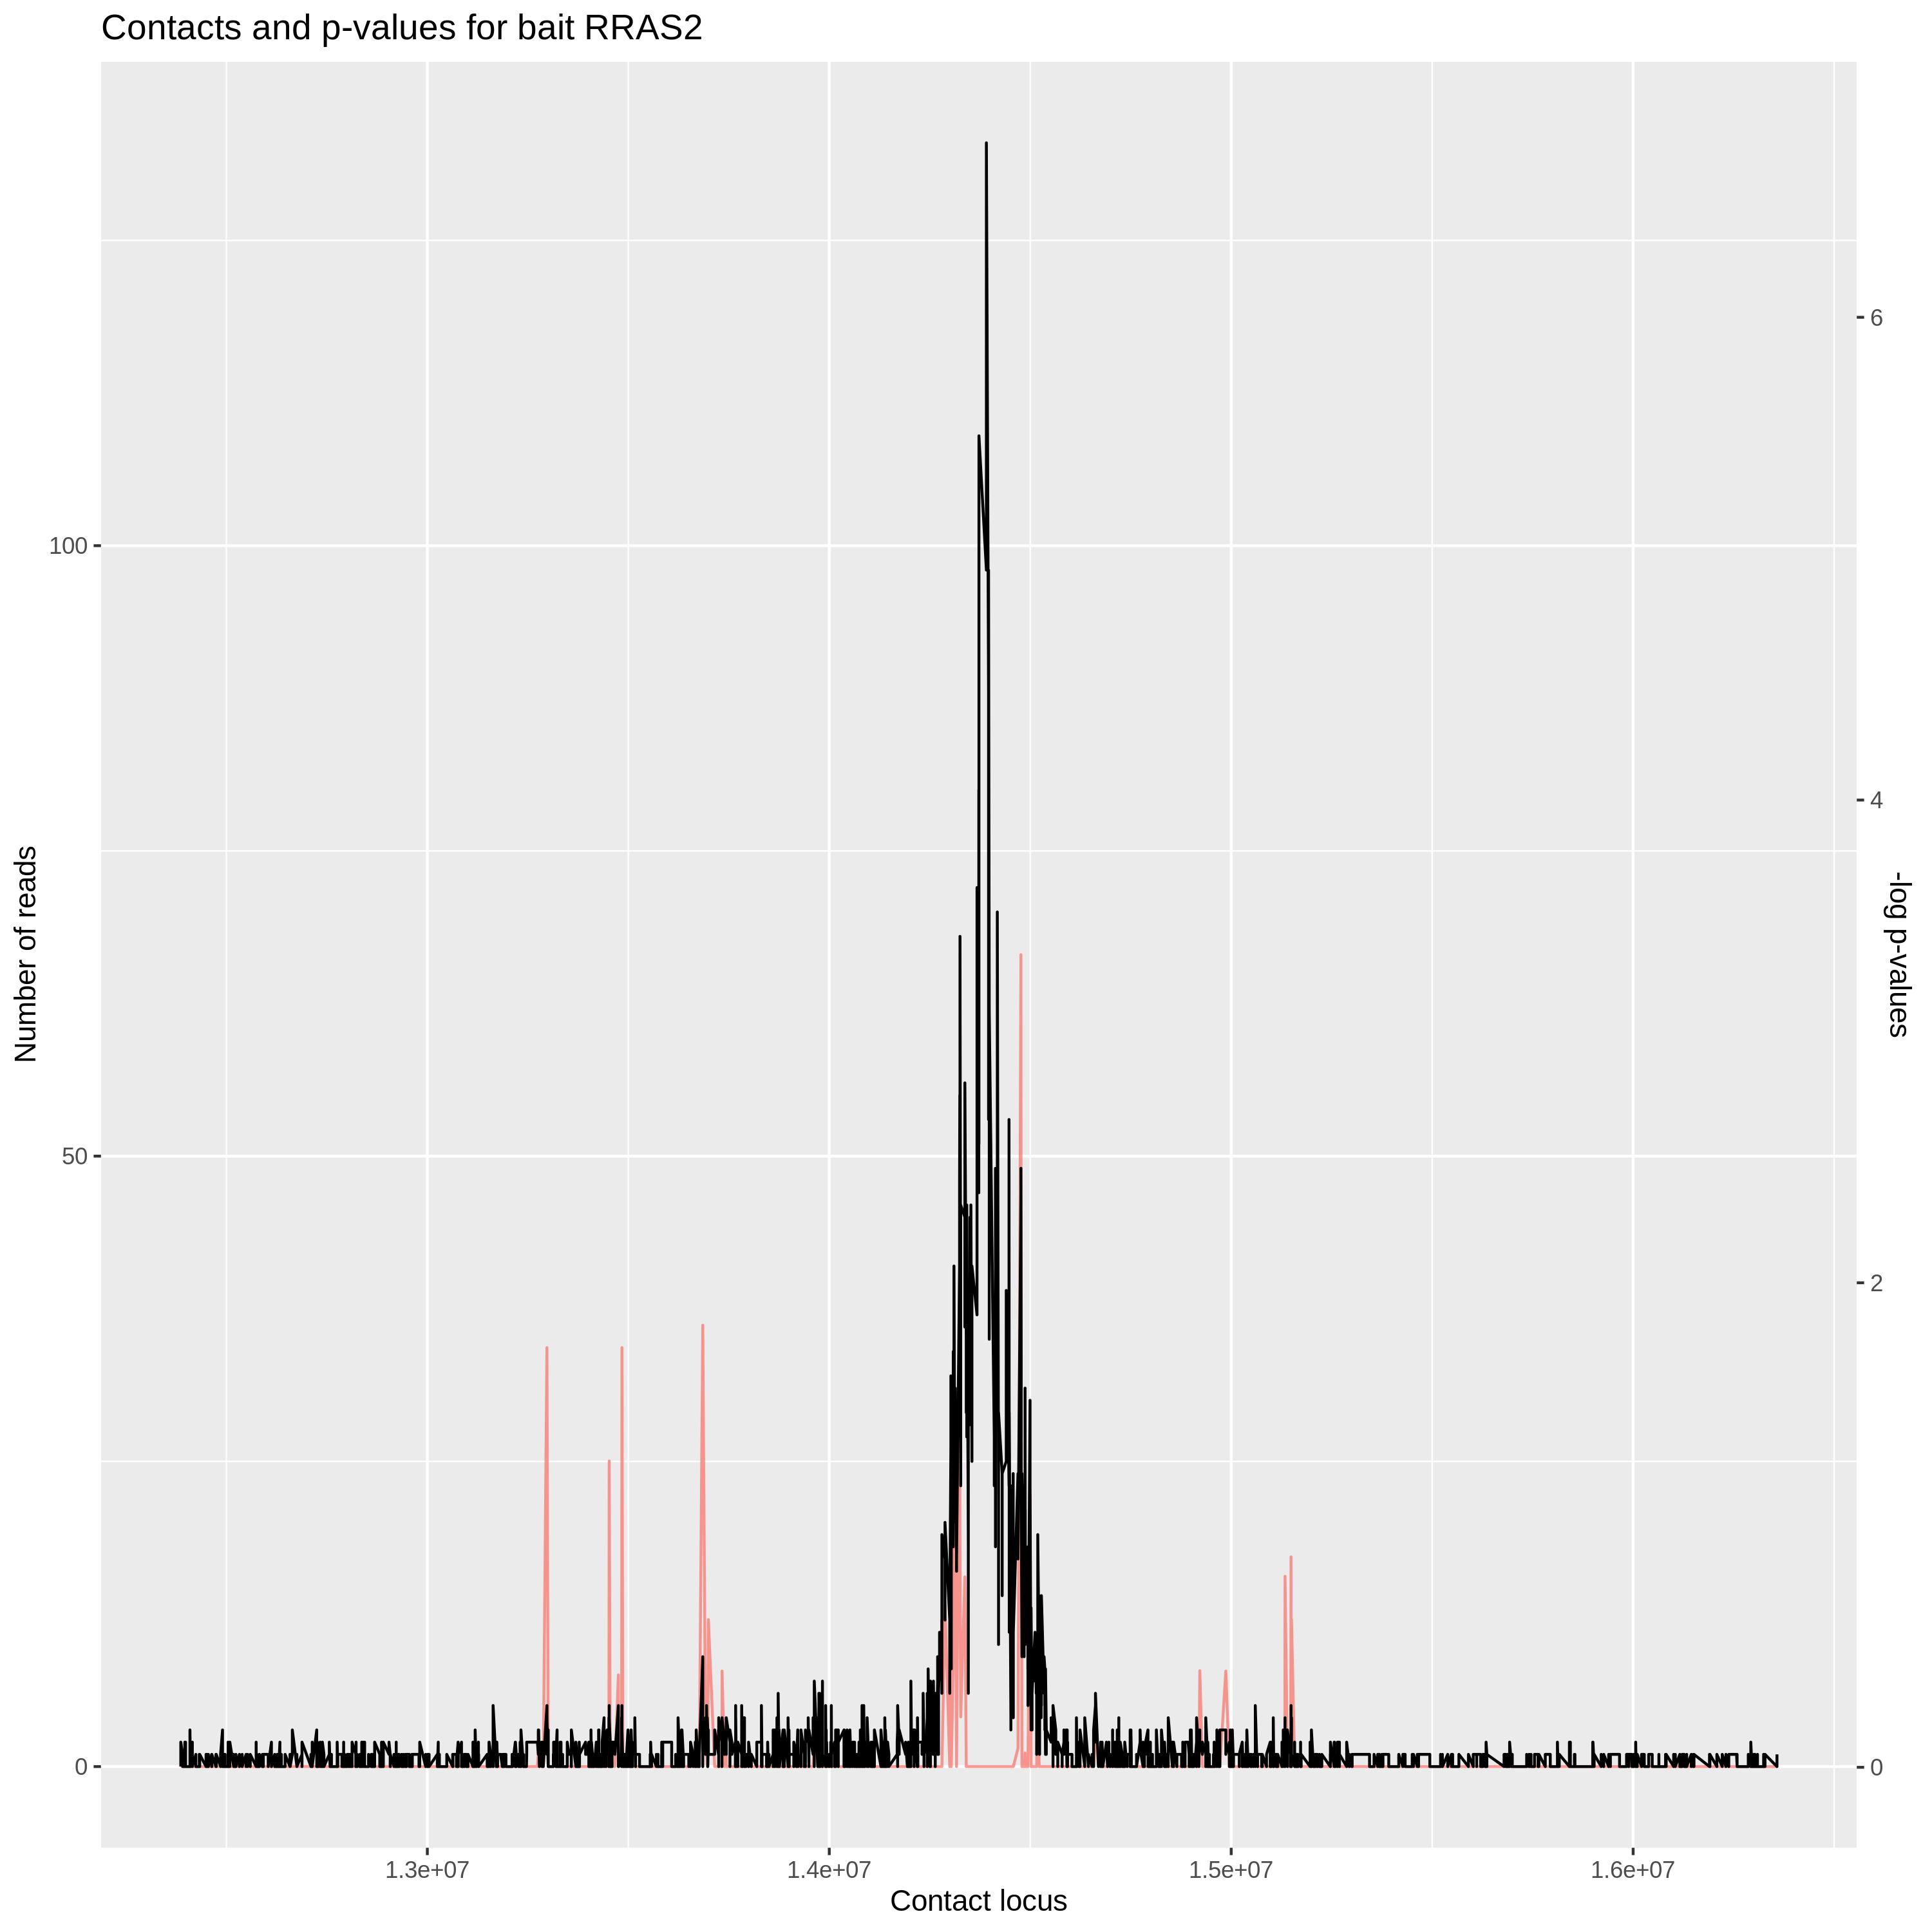 Contacts and p-values for bait RRAS2
Number of reads
100
50
0
6
4
2
0
-log p-values
1.3e+07 1.4e+07 1.5e+07 1.6e+07
Contact locus